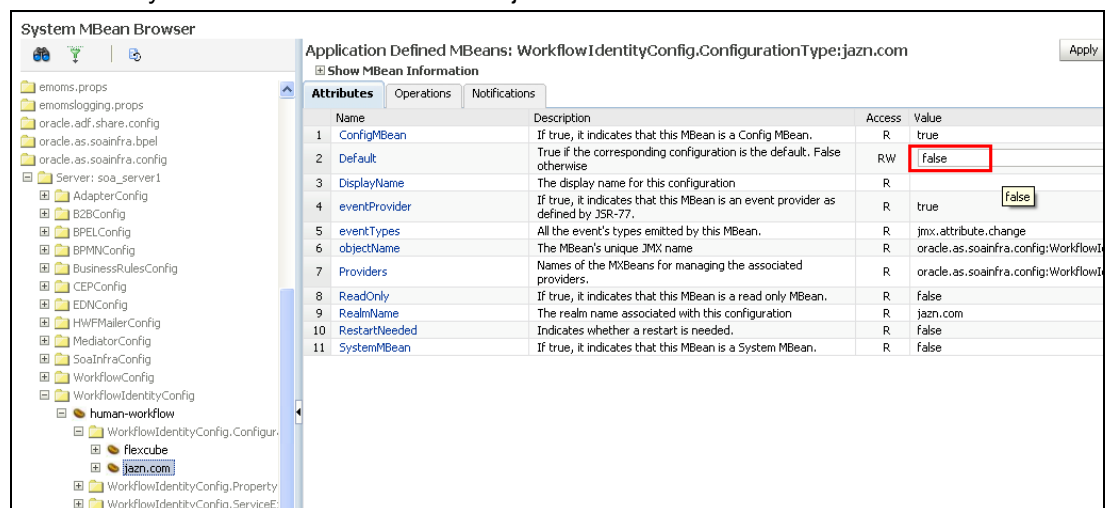 System MBean Browser
emoms.props
emomslogging.props
oracle.adf.share.config
oracle.as.soainfra.bpel
oracle.as.soainfra.config
Server: soa_server1
AdapterConfig
B2BConfig
BPELConfig
BPMNConfig
BusinessRulesConfig
CEPConfig
EDNConfig
HWFMailerConfig
MediatorConfig
SoaInfraConfig
WorkflowConfig
WorkflowIdentityConfig
human-workflow
WorkflowIdentityConfig.Configur
flexcube
jazn.com
WorkflowIdentityConfig.Property
WorkflowIdentityConfig.ServiceE
Application Defined MBeans: WorkflowIdentityConfig.ConfigurationType:jazn.com Apply
Show MBean Information
Attributes Operations Notifications
Name Description Access Value
1 ConfigMBean If true, it indicates that this MBean is a Config MBean. R true
2 Default True if the corresponding configuration is the default. False otherwise RW false
3 DisplayName The display name for this configuration R
false
4 eventProvider If true, it indicates that this MBean is an event provider as defined by JSR-77. R true
5 eventTypes All the event's types emitted by this MBean. R jmx.attribute.change
6 objectName The MBean's unique JMX name R oracle.as.soainfra.config:WorkflowI
7 Providers Names of the MXBeans for managing the associated providers. R oracle.as.soainfra.config:WorkflowI
8 ReadOnly If true, it indicates that this MBean is a read only MBean. R false
9 RealmName The realm name associated with this configuration R jazn.com
10 RestartNeeded Indicates whether a restart is needed. R false
11 SystemMBean If true, it indicates that this MBean is a System MBean. R false